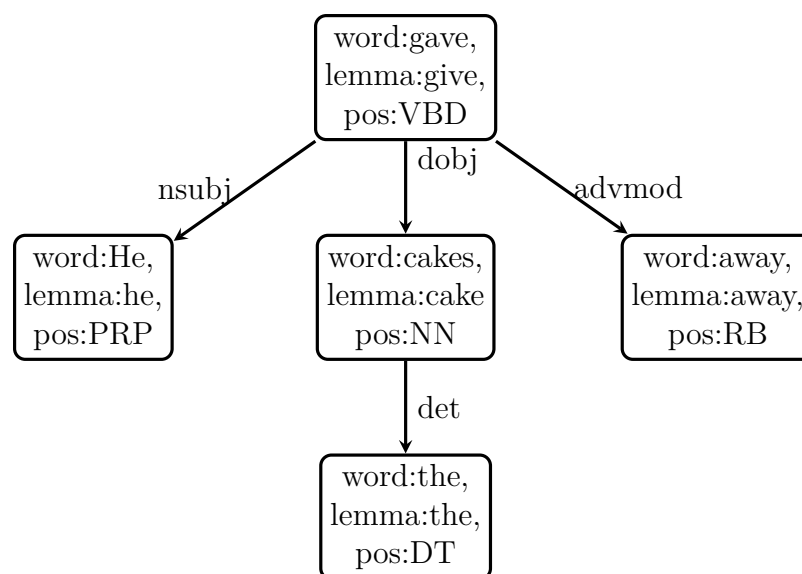 word:gave,
lemma:give,
pos:VBD
nsubj
dobj
advmod
word:He,
lemma:he,
pos:PRP
word:cakes,
lemma:cake
pos:NN
word:away,
lemma:away,
pos:RB
det
word:the,
lemma:the,
pos:DT